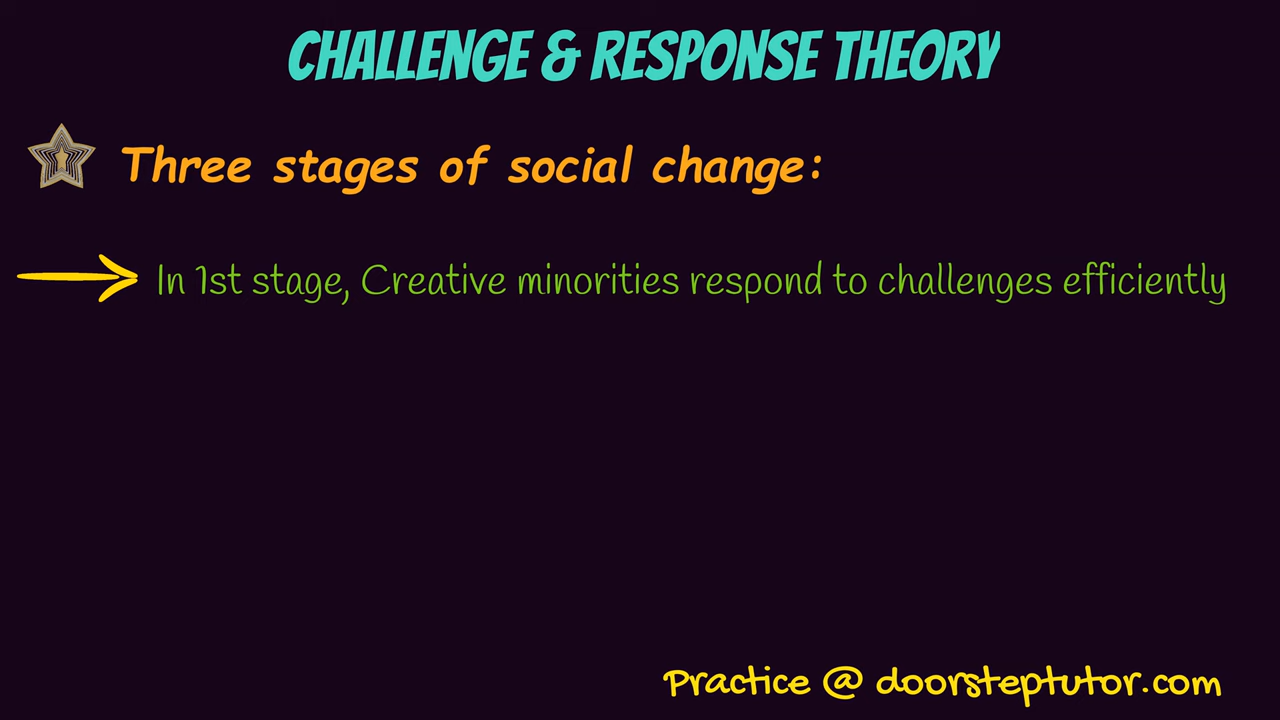 CHALLENGE & RESPONSE THEORY
Three stages of social change:
In 1st stage, Creative minorities respond to challenges efficiently
Practice @ doorsteptutor.com